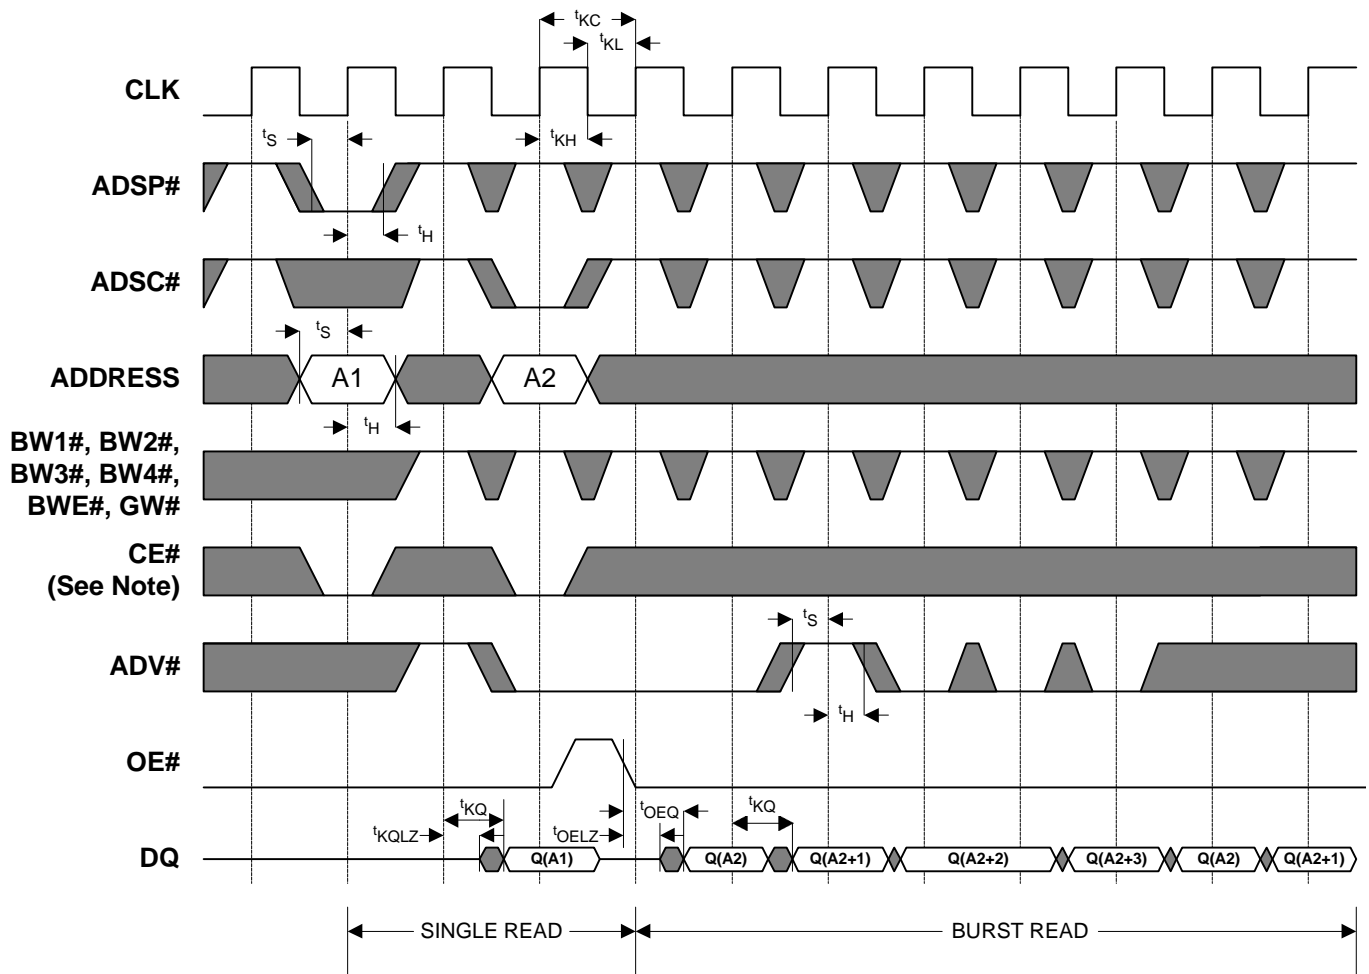 tKC
tKL
CLK
tS
tKH
ADSP#
tH
ADSC#
tS
ADDRESS
A1
A2
tH
BW1#, BW2#,
BW3#, BW4#,
BWE#, GW#
CE#
(See Note)
tS
ADV#
tH
OE#
tKQ
tOEQ
tKQ
tKQLZ
tOELZ
DQ
Q(A1)
Q(A2)
Q(A2+1)
Q(A2+2)
Q(A2+3)
Q(A2)
Q(A2+1)
SINGLE READ
BURST READ